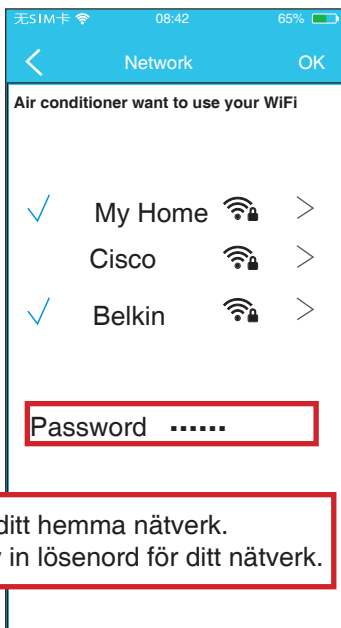 无SIM卡 08:42 65%
Network OK
Air conditioner want to use your WiFi
My Home
Cisco
Belkin
Password ······
ditt hemma nätverk.
in lösenord för ditt nätverk.